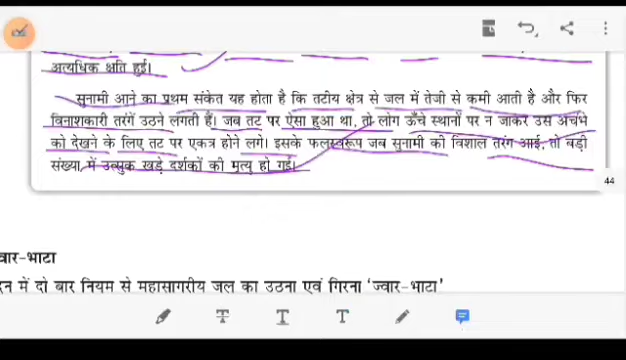 अत्यधिक क्षति हुई।
सुनामी आने का प्रथम संकेत यह होता है कि तटीय क्षेत्र से जल में तेजी से कमी आती है और फिर
विनाशकारी तरंगें उठने लगती हैं। जब तट पर ऐसा हुआ था, तो लोग ऊँचे स्थानों पर न जाकर उस अचंभे
को देखने के लिए तट पर एकत्र होने लगे। इसके फलस्वरूप जब सुनामी की विशाल तरंग आई, तो बड़ी
संख्या में उत्सुक खड़े दर्शकों की मृत्यु हो गई।
44
ज्वार-भाटा
दिन में दो बार नियम से महासागरीय जल का उठना एवं गिरना ‘ज्वार-भाटा’